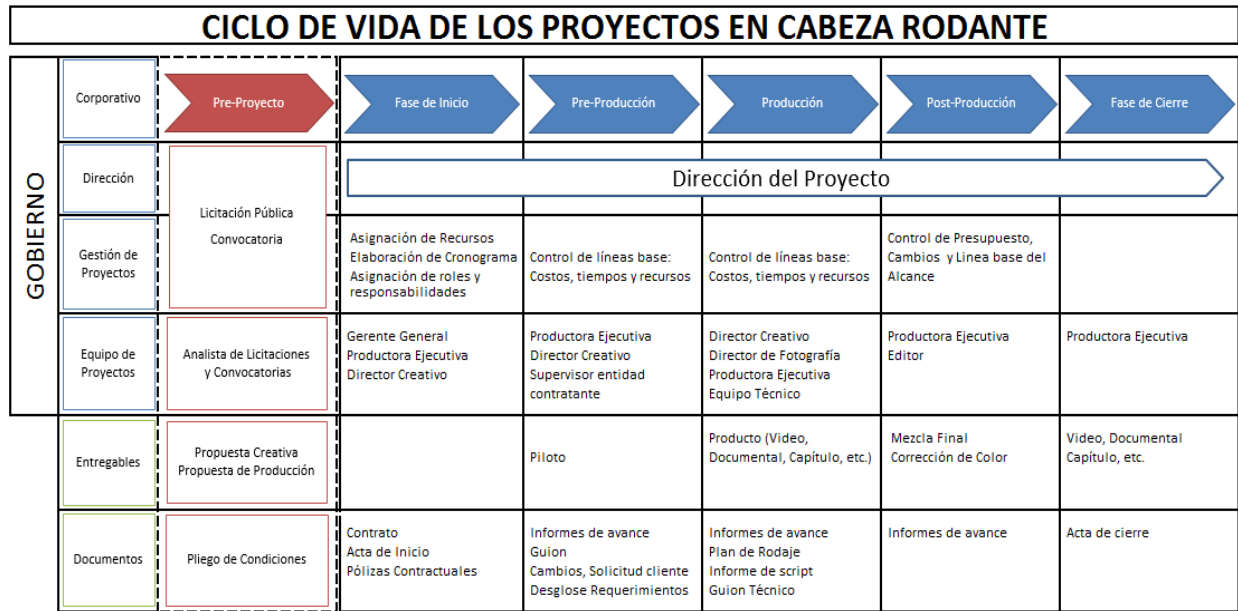 CICLO DE VIDA DE LOS PROYECTOS EN CABEZA RODANTE
GOBIERNO
Corporativo
Pre-Proyecto
Fase de Inicio
Pre-Producción
Producción
Post-Producción
Fase de Cierre
Dirección
Dirección del Proyecto
Licitación Pública
Convocatoria
Gestión de
Proyectos
Asignación de Recursos
Elaboración de Cronograma
Asignación de roles y
responsabilidades
Control de líneas base:
Costos, tiempos y recursos
Control de líneas base:
Costos, tiempos y recursos
Control de Presupuesto,
Cambios y Linea base del
Alcance
Equipo de
Proyectos
Analista de Licitaciones
y Convocatorias
Gerente General
Productora Ejecutiva
Director Creativo
Productora Ejecutiva
Director Creativo
Supervisor entidad
contratante
Director Creativo
Director de Fotografía
Productora Ejecutiva
Equipo Técnico
Productora Ejecutiva
Editor
Productora Ejecutiva
Entregables
Propuesta Creativa
Propuesta de Producción
Piloto
Producto (Video,
Documental, Capítulo, etc.)
Mezcla Final
Corrección de Color
Video, Documental
Capítulo, etc.
Documentos
Pliego de Condiciones
Contrato
Acta de Inicio
Pólizas Contractuales
Informes de avance
Guion
Cambios, Solicitud cliente
Desglose Requerimientos
Informes de avance
Plan de Rodaje
Informe de script
Guion Técnico
Informes de avance
Acta de cierre